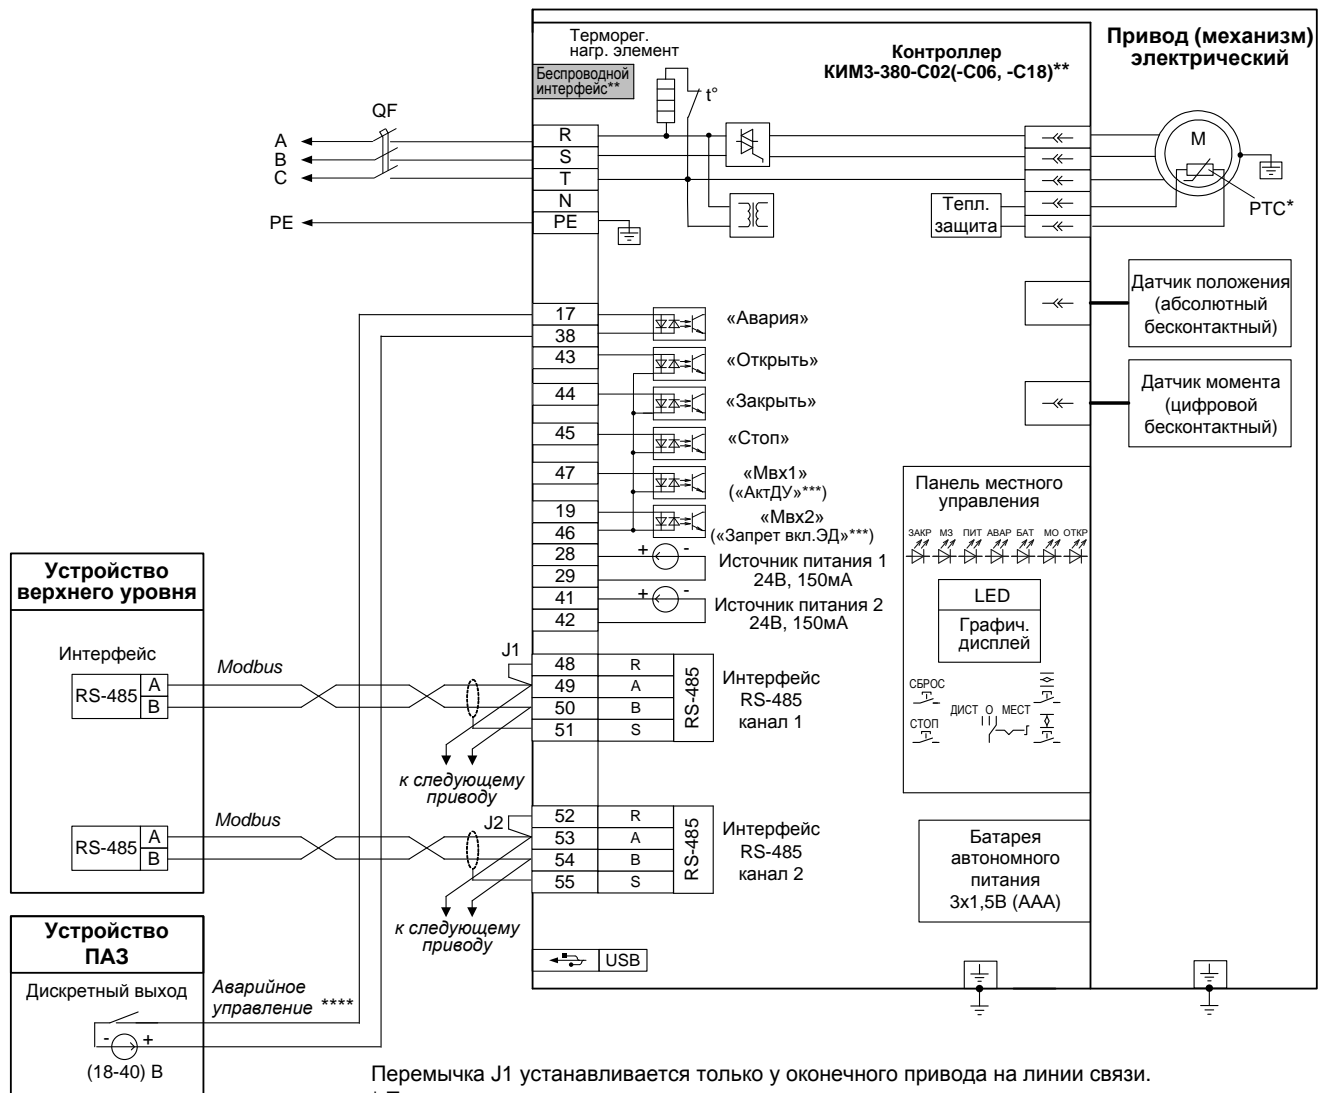 Привод (механизм)
электрический
Контроллер
КИМ3-380-С02(-С06, -С18)**
Терморег.
нагр. элемент
Беспроводной
интерфейс**
t°
QF
A
B
C
PE
R
S
T
N
PE
M
PTC*
Тепл.
защита
Датчик положения
(абсолютный
бесконтактный)
Датчик момента
(цифровой
бесконтактный)
17
38
«Авария»
43
«Открыть»
44
«Закрыть»
45
«Стоп»
47
«Мвх1»
(«АктДУ»***)
19
46
«Мвх2»
(«Запрет вкл.ЭД»***)
28
29
+ -
Источник питания 1
24В, 150мА
41
42
+ -
Источник питания 2
24В, 150мА
Панель местного
управления
ЗАКР МЗ ПИТ АВАР БАТ МО ОТКР
LED
Графич.
дисплей
СБРОС
СТОП
ДИСТ О МЕСТ
Устройство
верхнего уровня
Интерфейс
RS-485
A
B
Modbus
J1
48 R
49 A
50 B
51 S
RS-485
Интерфейс
RS-485
канал 1
к следующему
приводу
RS-485
A
B
Modbus
J2
52 R
53 A
54 B
55 S
RS-485
Интерфейс
RS-485
канал 2
к следующему
приводу
Батарея
автономного
питания
3х1,5В (ААА)
USB
Устройство
ПАЗ
Дискретный выход
- +
(18-40) В
Аварийное
управление ****
Перемычка J1 устанавливается только у оконечного привода на линии связи.